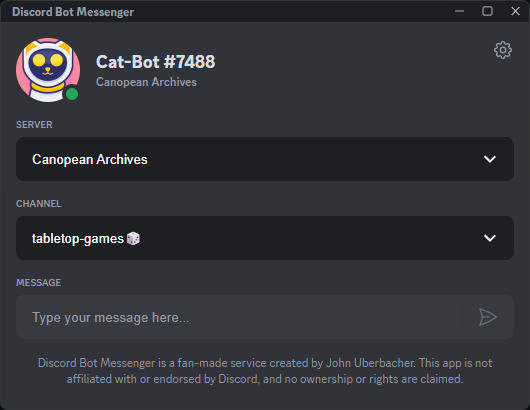 Discord Bot Messenger
Cat-Bot #7488
Canopean Archives
SERVER
Canopean Archives
CHANNEL
tabletop-games🎲
MESSAGE
Type your message here...
Discord Bot Messenger is a fan-made service created by John Uberbacher. This app is not
affiliated with or endorsed by Discord, and no ownership or rights are claimed.